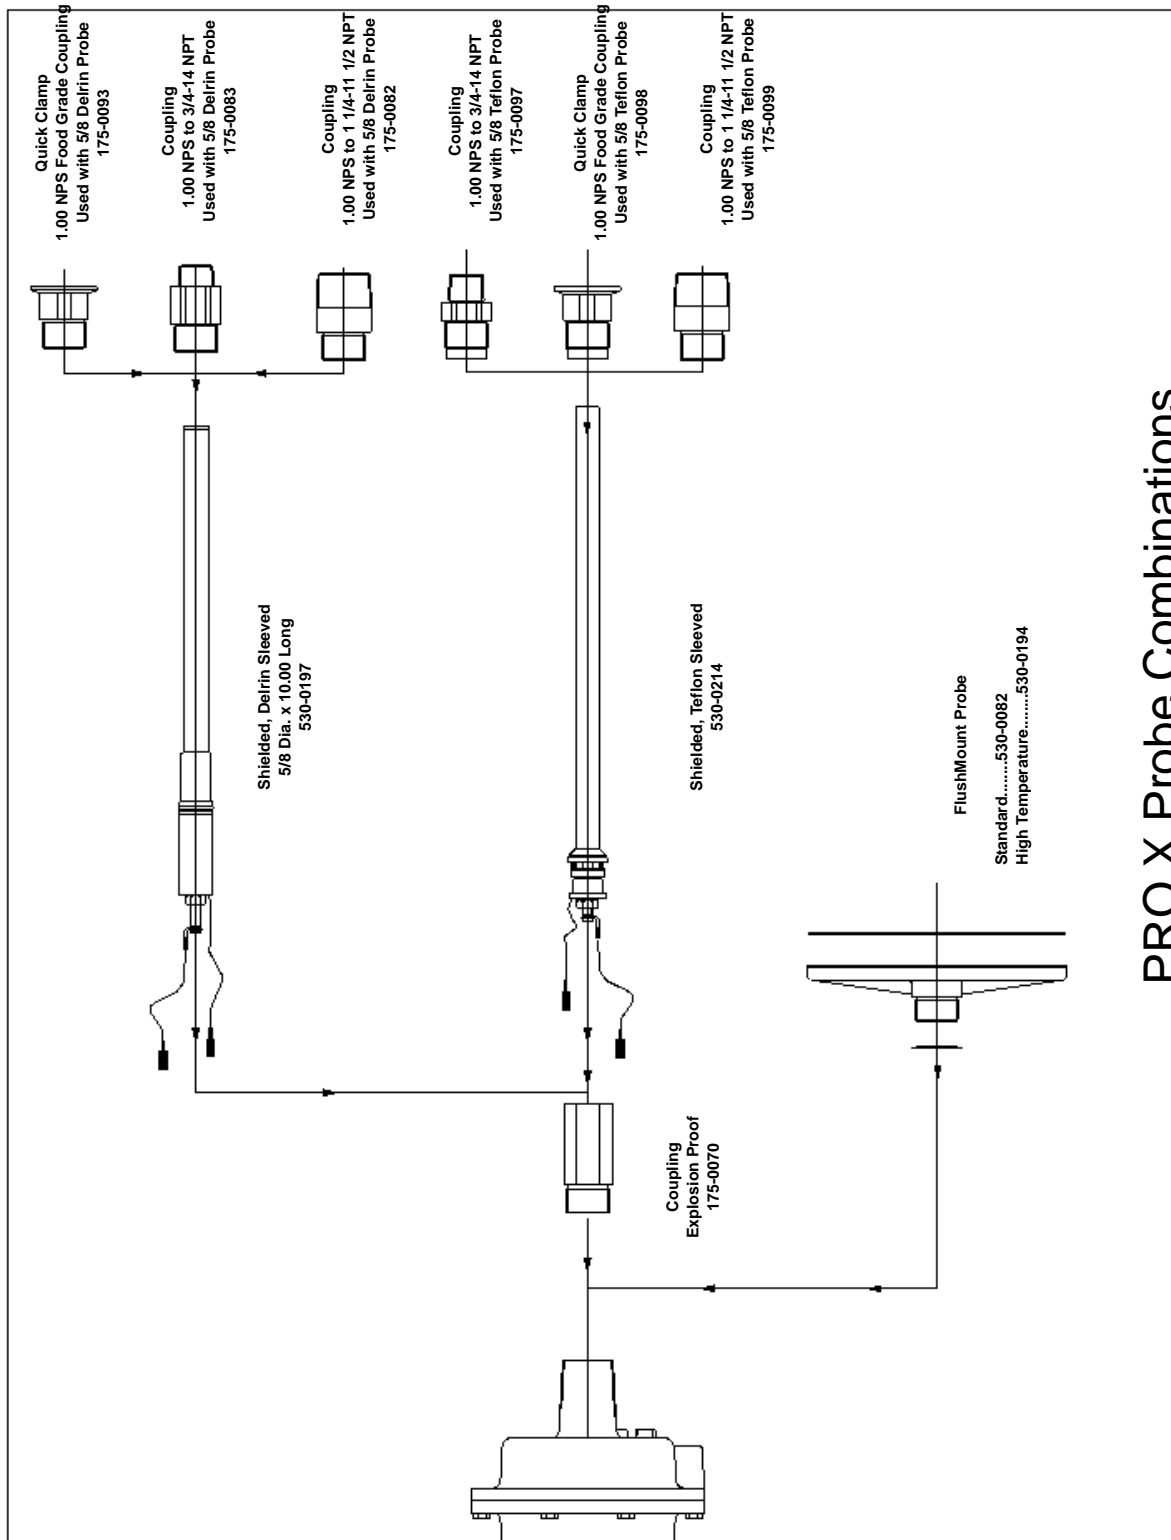 Quick Clamp
1.00 NPS Food Grade Coupling
Used with 5/8 Delrin Probe
175-0093
Coupling
1.00 NPS to 3/4-14 NPT
Used with 5/8 Delrin Probe
175-0083
Coupling
1.00 NPS to 1 1/4-11 1/2 NPT
Used with 5/8 Delrin Probe
175-0082
Coupling
1.00 NPS to 3/4-14 NPT
Used with 5/8 Teflon Probe
175-0097
Quick Clamp
1.00 NPS Food Grade Coupling
Used with 5/8 Teflon Probe
175-0098
Coupling
1.00 NPS to 1 1/4-11 1/2 NPT
Used with 5/8 Teflon Probe
175-0099
Shielded, Delrin Sleeved
5/8 Dia. x 10.00 Long
530-0197
Shielded, Teflon Sleeved
530-0214
FlushMount Probe
Standard........530-0082
High Temperature........530-0194
Coupling
Explosion Proof
175-0070
PRO X Probe Combinations